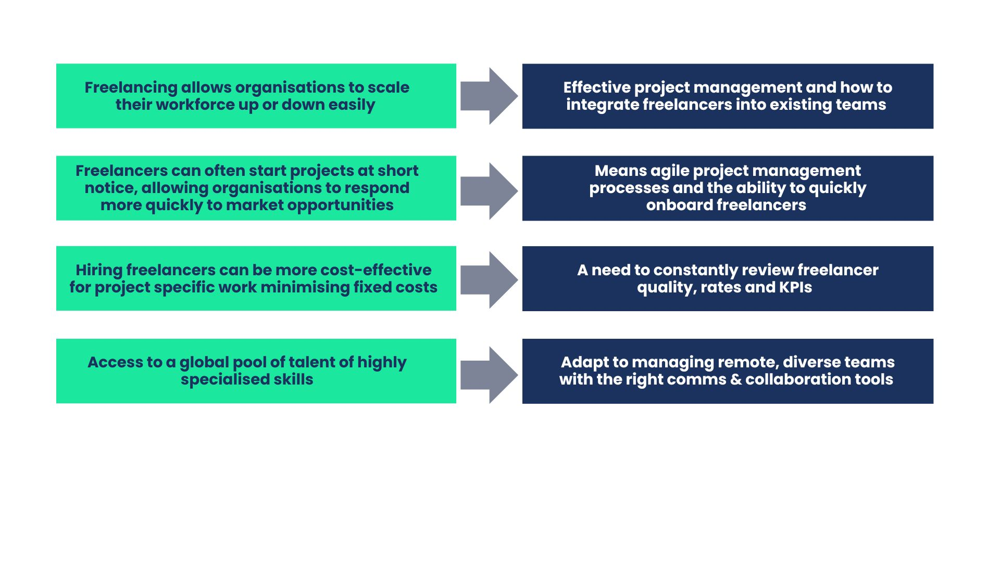 Freelancing allows organisations to scale
their workforce up or down easily
Effective project management and how to
integrate freelancers into existing teams
Freelancers can often start projects at short
notice, allowing organisations to respond
more quickly to market opportunities
Means agile project management
processes and the ability to quickly
onboard freelancers
Hiring freelancers can be more cost-effective
for project specific work minimising fixed costs
A need to constantly review freelancer
quality, rates and KPIs
Access to a global pool of talent of highly
specialised skills
Adapt to managing remote, diverse teams
with the right comms & collaboration tools